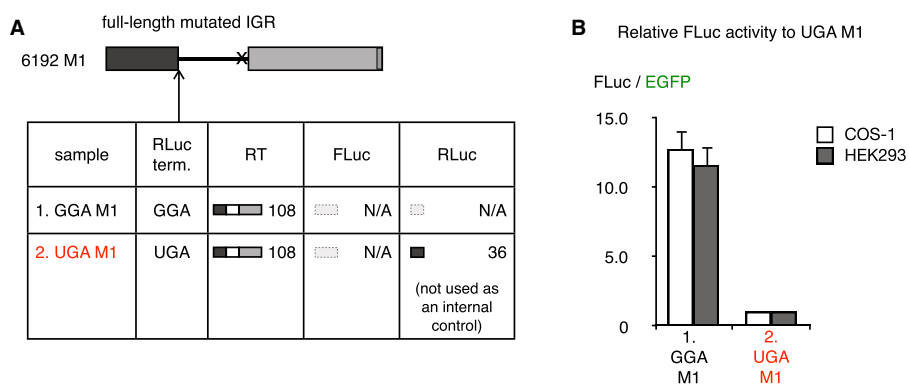 A
full-length mutated IGR
6192 M1
X
sample
RLuc
term.
RT
FLuc
RLuc
1. GGA M1
GGA
108
N/A
N/A
2. UGA M1
UGA
108
N/A
36
(not used as
an internal
control)
B
Relative FLuc activity to UGA M1
FLuc / EGFP
15.0
10.0
5.0
0
COS-1
HEK293
1.
GGA
M1
2.
UGA
M1